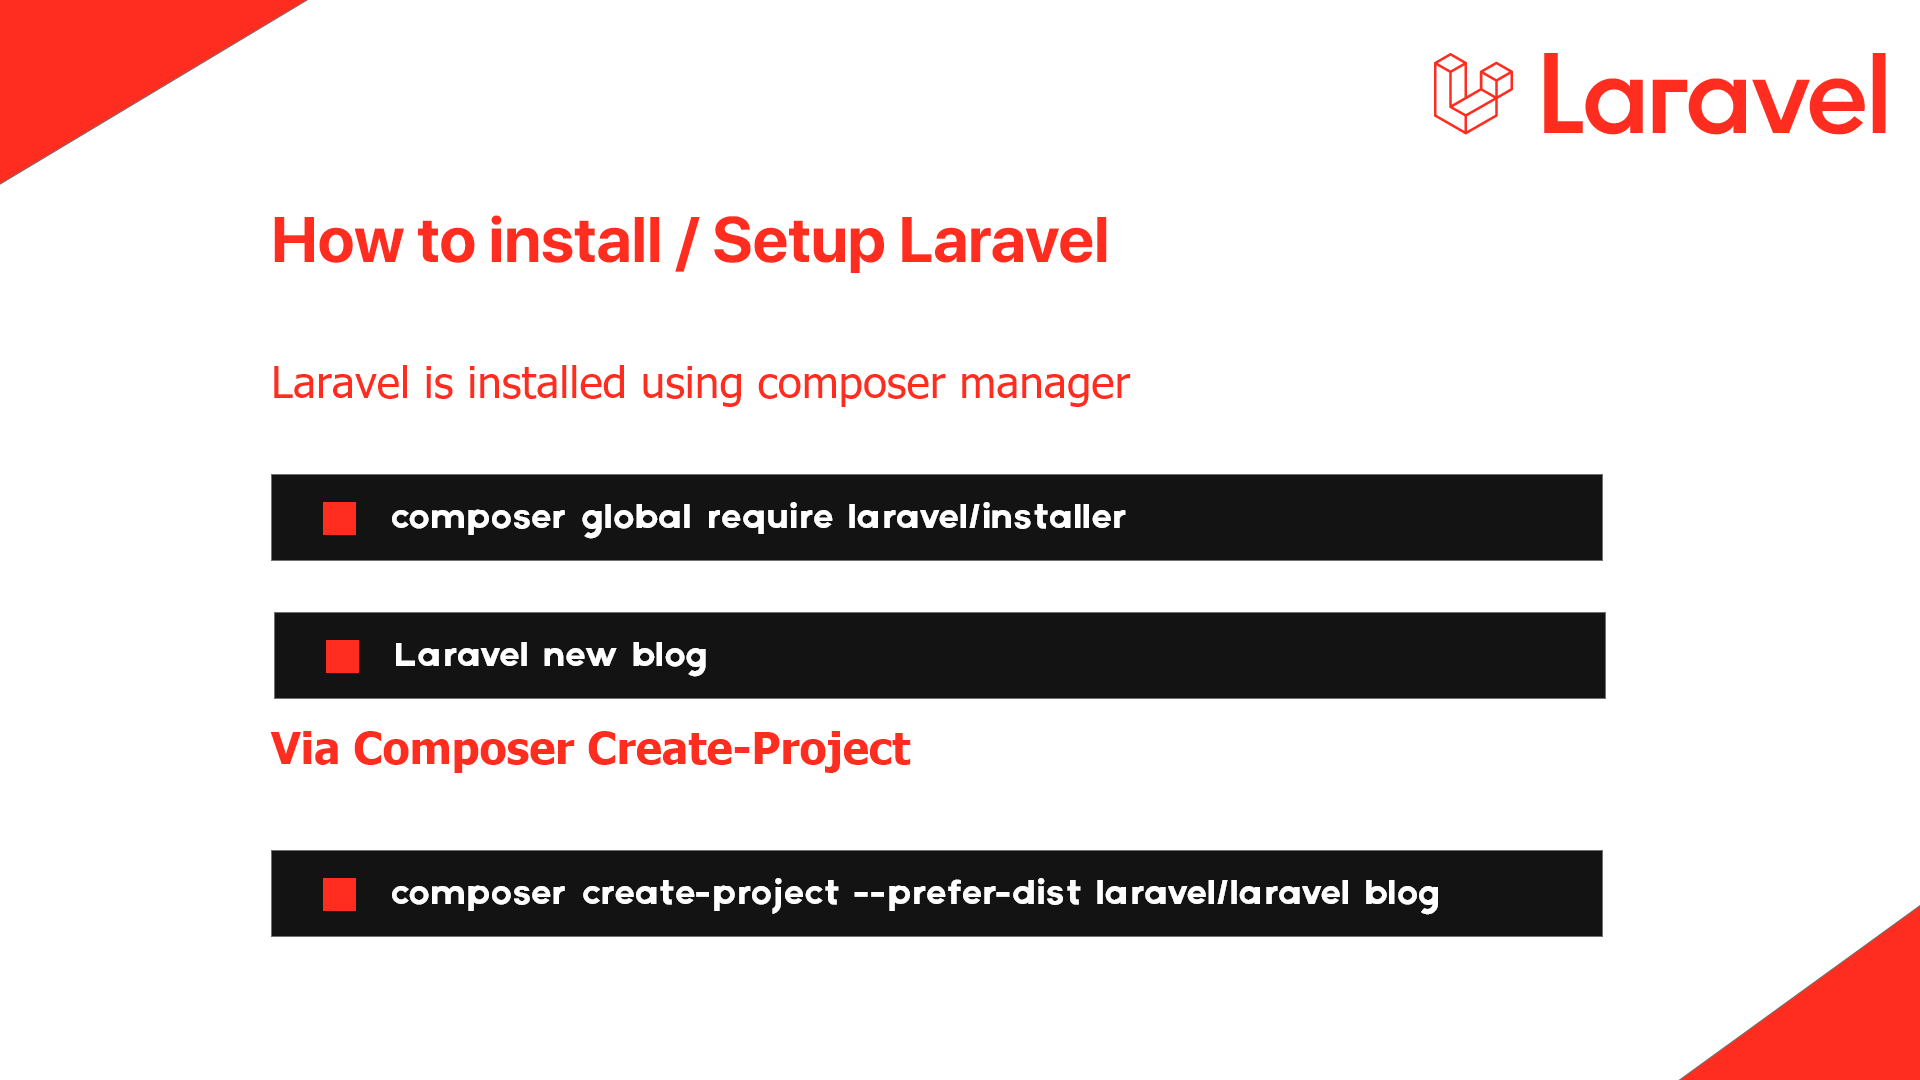 Laravel
How to install / Setup Laravel
Laravel is installed using composer manager
composer global require laravel/installer
Laravel new blog
Via Composer Create-Project
composer create-project --prefer-dist laravel/laravel blog